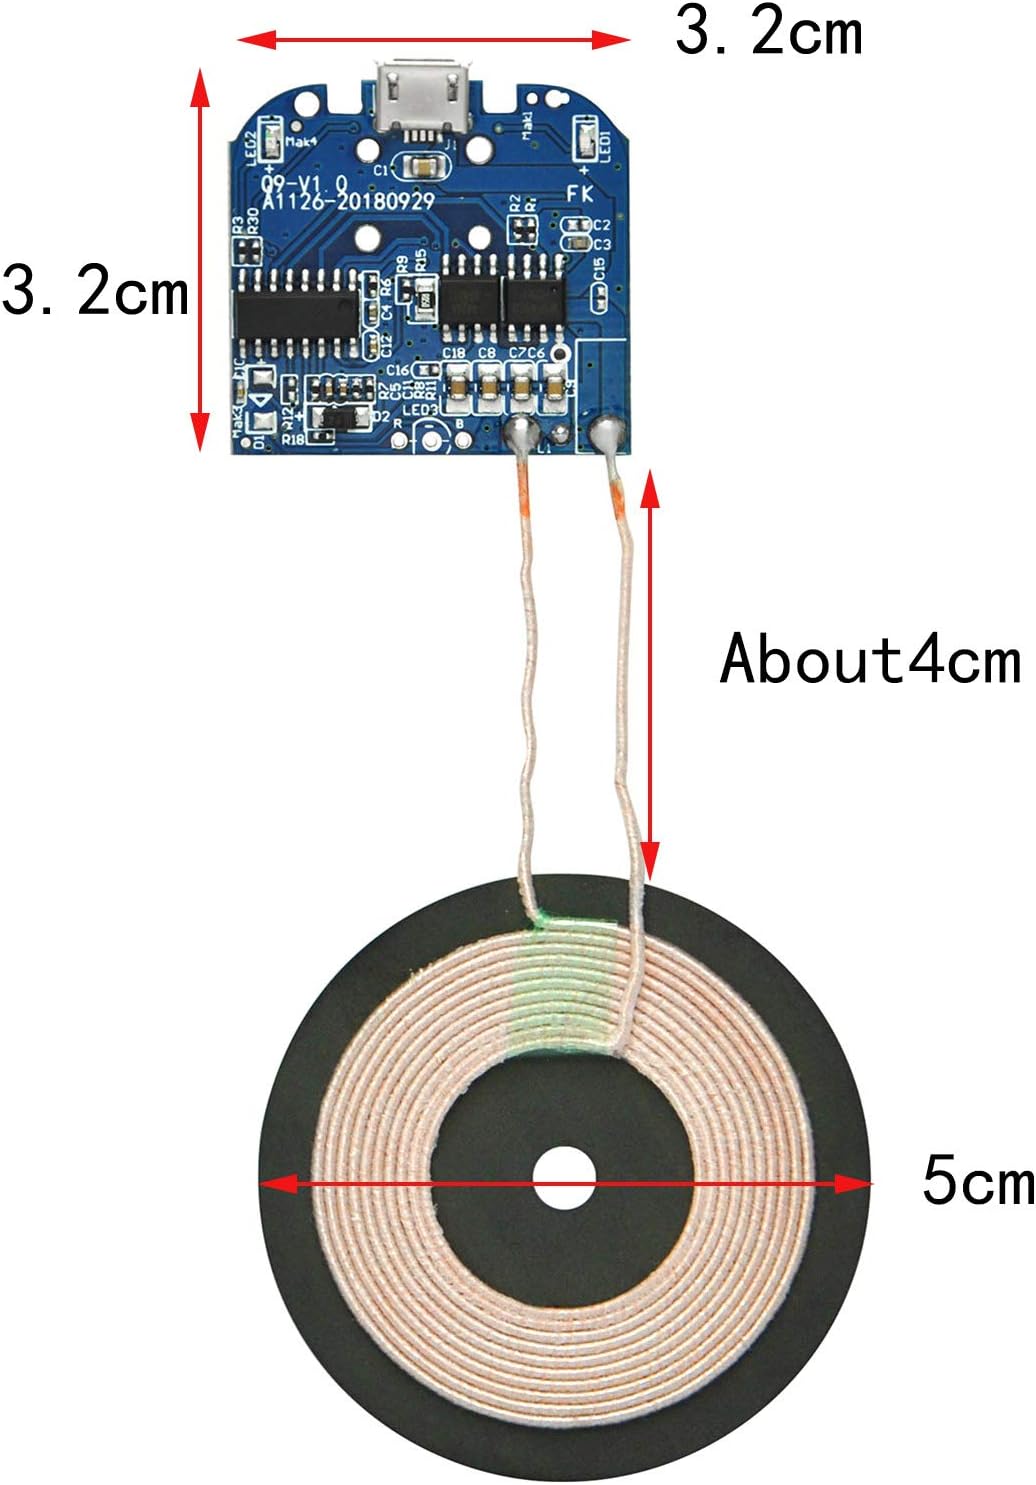 3.2cm
3.2cm
LED2
Mak4
Mak1
LED1
J1
C1
Q9-V1.0
A1126-20180929
FK
R3
R30
R2
C2
C3
R9
R15
R6
C4
C12
C15
C16
C18
C8
C7
C6
C9
Mak3
D1
R12
R18
D2
R7
C5
C11
R8
R11
LED3
R
B
About4cm
5cm